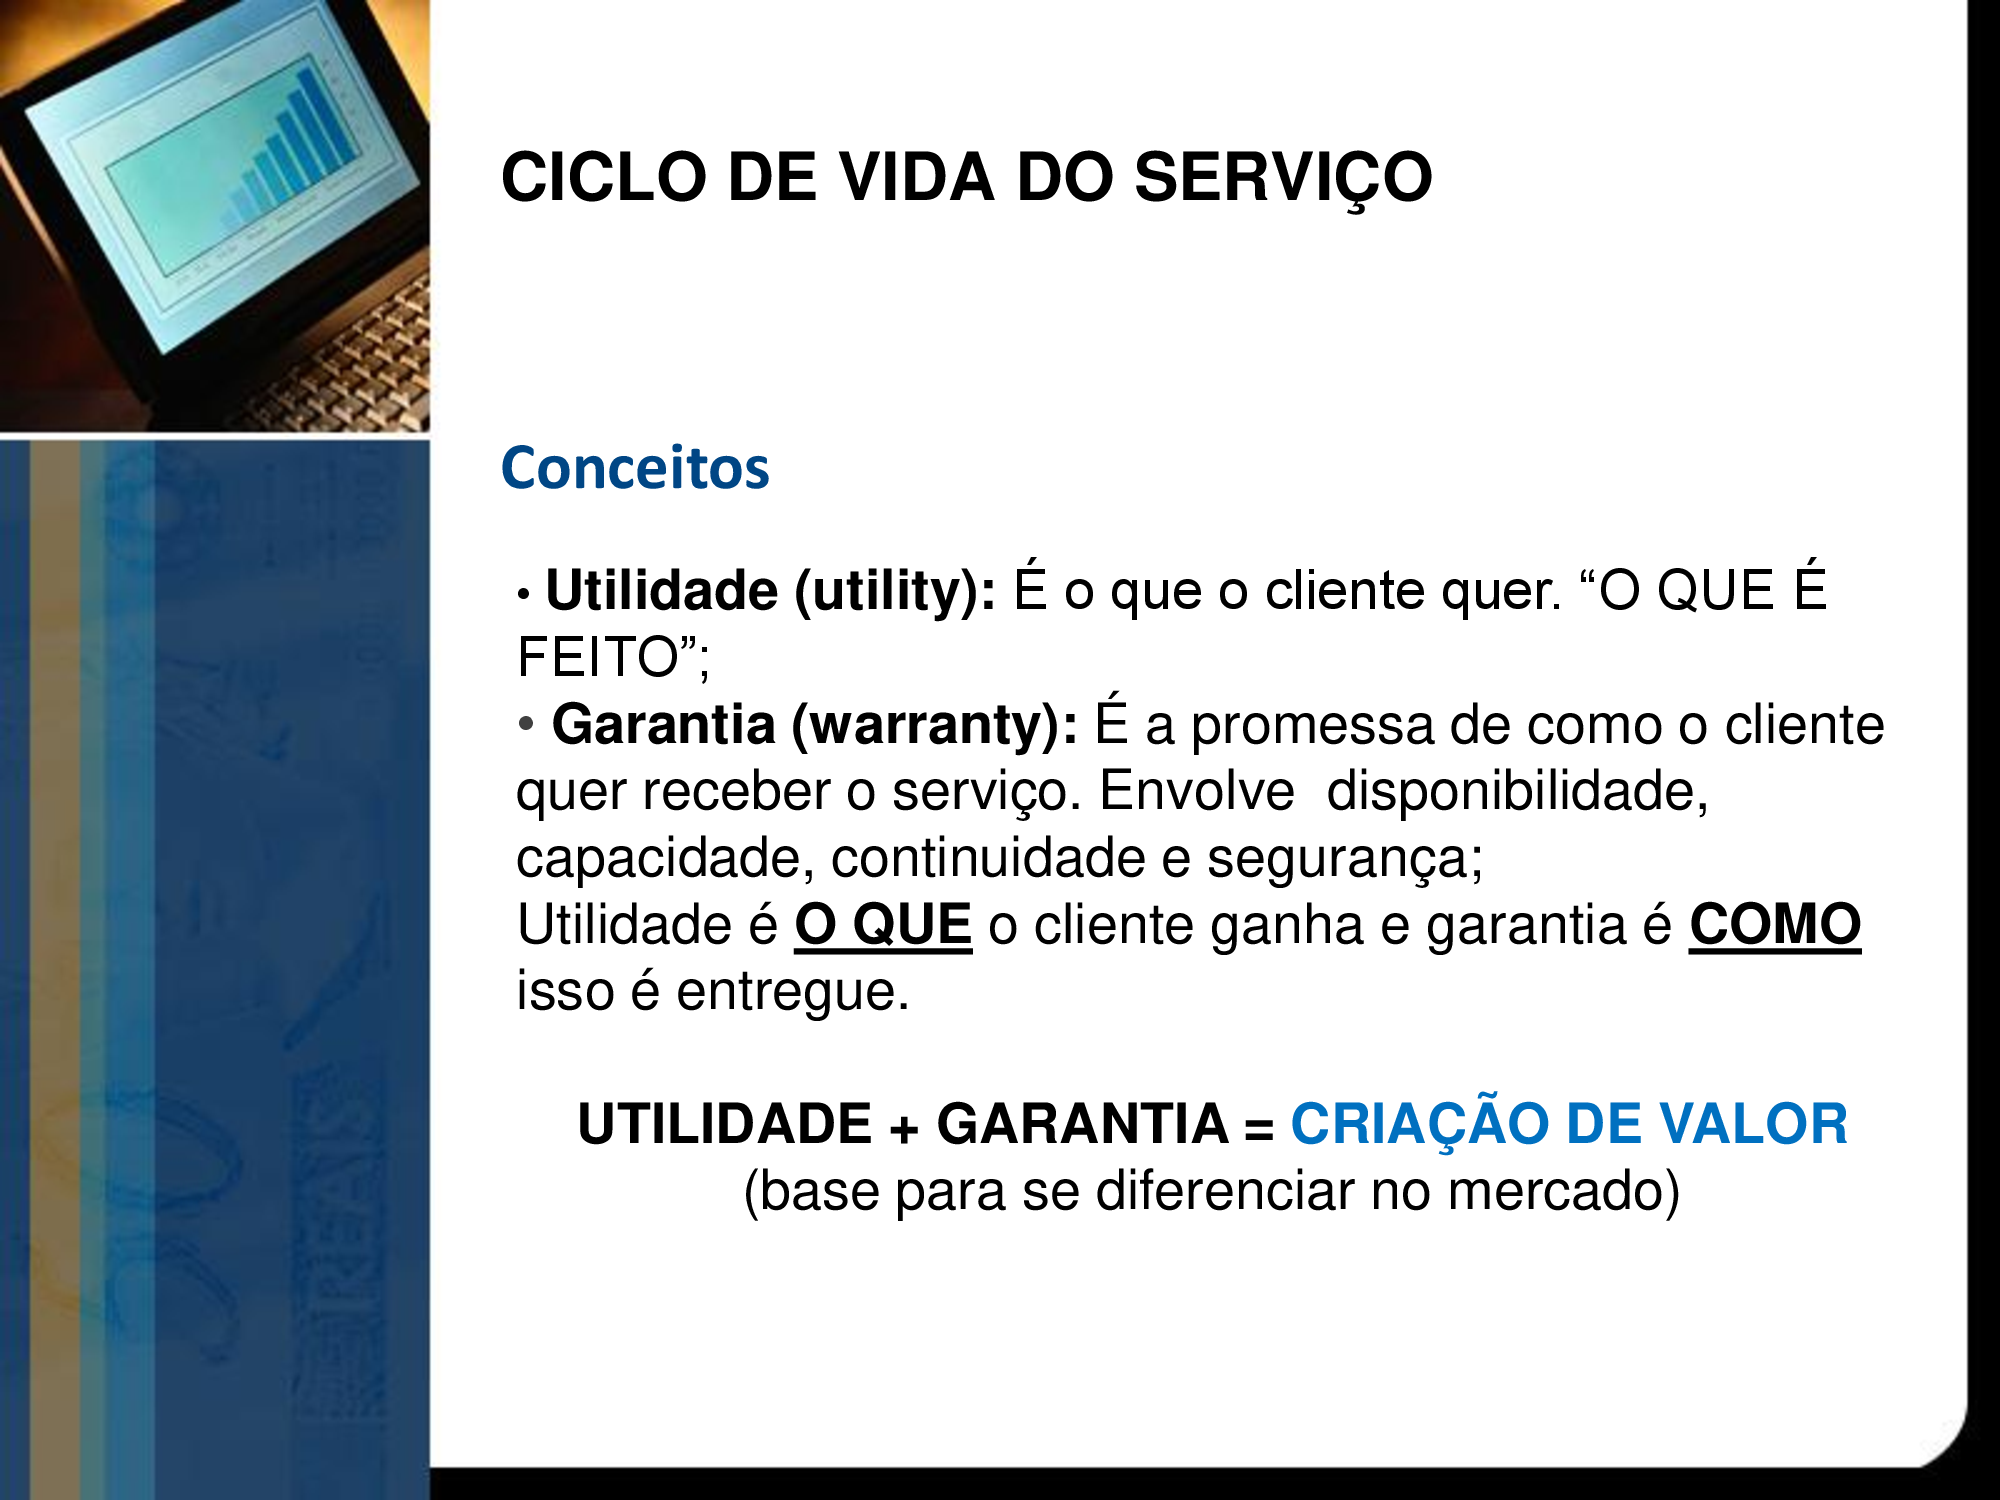 CICLO DE VIDA DO SERVIÇO
Conceitos
• Utilidade (utility): É o que o cliente quer. “O QUE É
FEITO”;
• Garantia (warranty): É a promessa de como o cliente
quer receber o serviço. Envolve  disponibilidade,
capacidade, continuidade e segurança;
Utilidade é O QUE o cliente ganha e garantia é COMO
isso é entregue.
UTILIDADE + GARANTIA = CRIAÇÃO DE VALOR
(base para se diferenciar no mercado)
REAIS